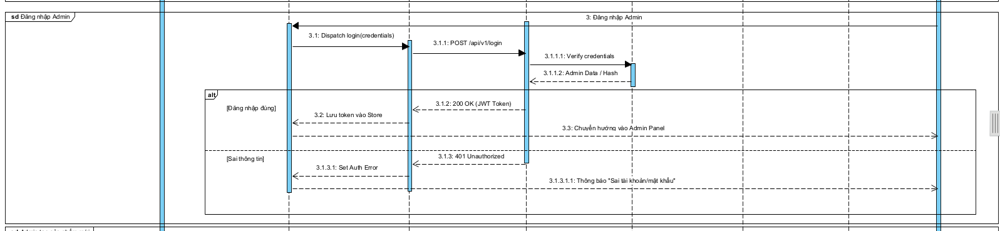 sd Đăng nhập Admin
3: Đăng nhập Admin
3.1: Dispatch login(credentials)
3.1.1: POST /api/v1/login
3.1.1.1: Verify credentials
3.1.1.2: Admin Data / Hash
alt
[Đăng nhập đúng]
3.1.2: 200 OK (JWT Token)
3.2: Lưu token vào Store
3.3: Chuyển hướng vào Admin Panel
[Sai thông tin]
3.1.3: 401 Unauthorized
3.1.3.1: Set Auth Error
3.1.3.1.1: Thông báo "Sai tài khoản/mật khẩu"